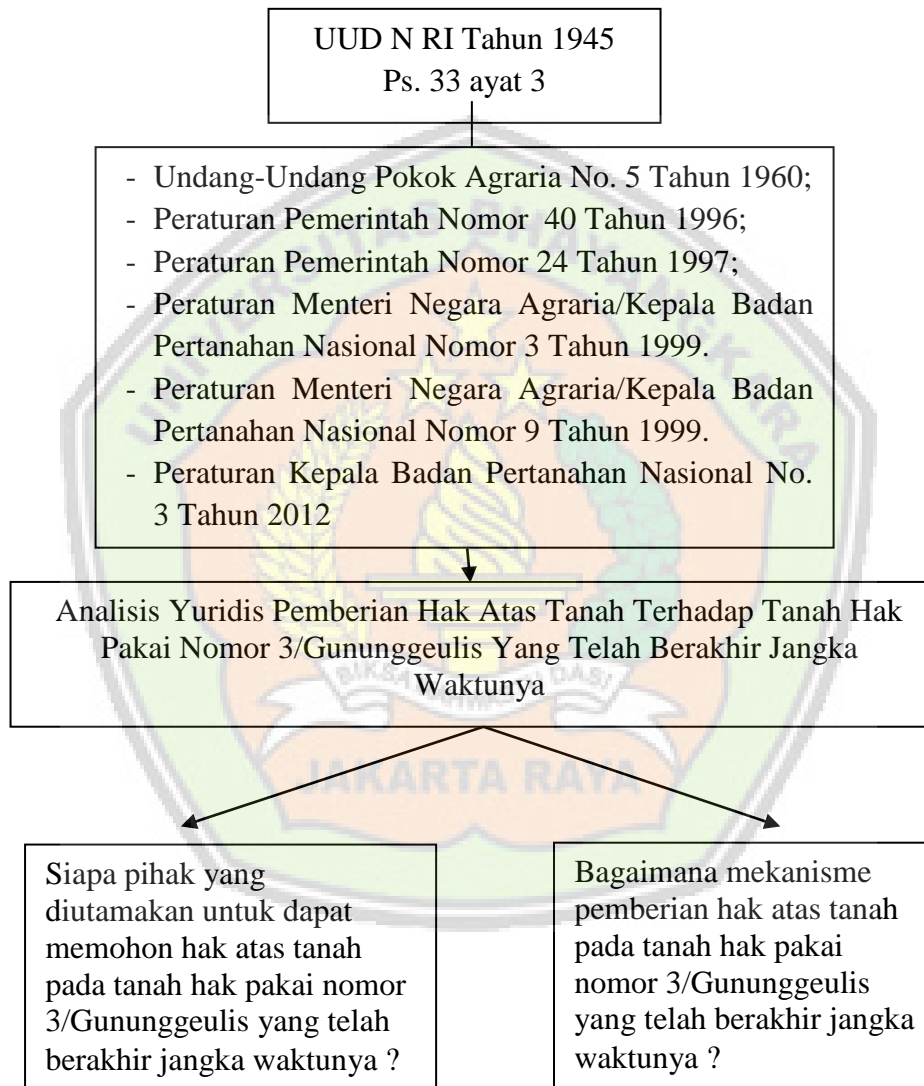 UUD N RI Tahun 1945
Ps. 33 ayat 3
- Undang-Undang Pokok Agraria No. 5 Tahun 1960;
- Peraturan Pemerintah Nomor 40 Tahun 1996;
- Peraturan Pemerintah Nomor 24 Tahun 1997;
- Peraturan Menteri Negara Agraria/Kepala Badan
Pertanahan Nasional Nomor 3 Tahun 1999.
- Peraturan Menteri Negara Agraria/Kepala Badan
Pertanahan Nasional Nomor 9 Tahun 1999.
- Peraturan Kepala Badan Pertanahan Nasional No.
3 Tahun 2012
Analisis Yuridis Pemberian Hak Atas Tanah Terhadap Tanah Hak
Pakai Nomor 3/Gununggeulis Yang Telah Berakhir Jangka
Waktunya
Siapa pihak yang
diutamakan untuk dapat
memohon hak atas tanah
pada tanah hak pakai nomor
3/Gununggeulis yang telah
berakhir jangka waktunya ?
Bagaimana mekanisme
pemberian hak atas tanah
pada tanah hak pakai
nomor 3/Gununggeulis
yang telah berakhir jangka
waktunya ?
UNIVERSITAS BHAYANGKARA
JAKARTA RAYA